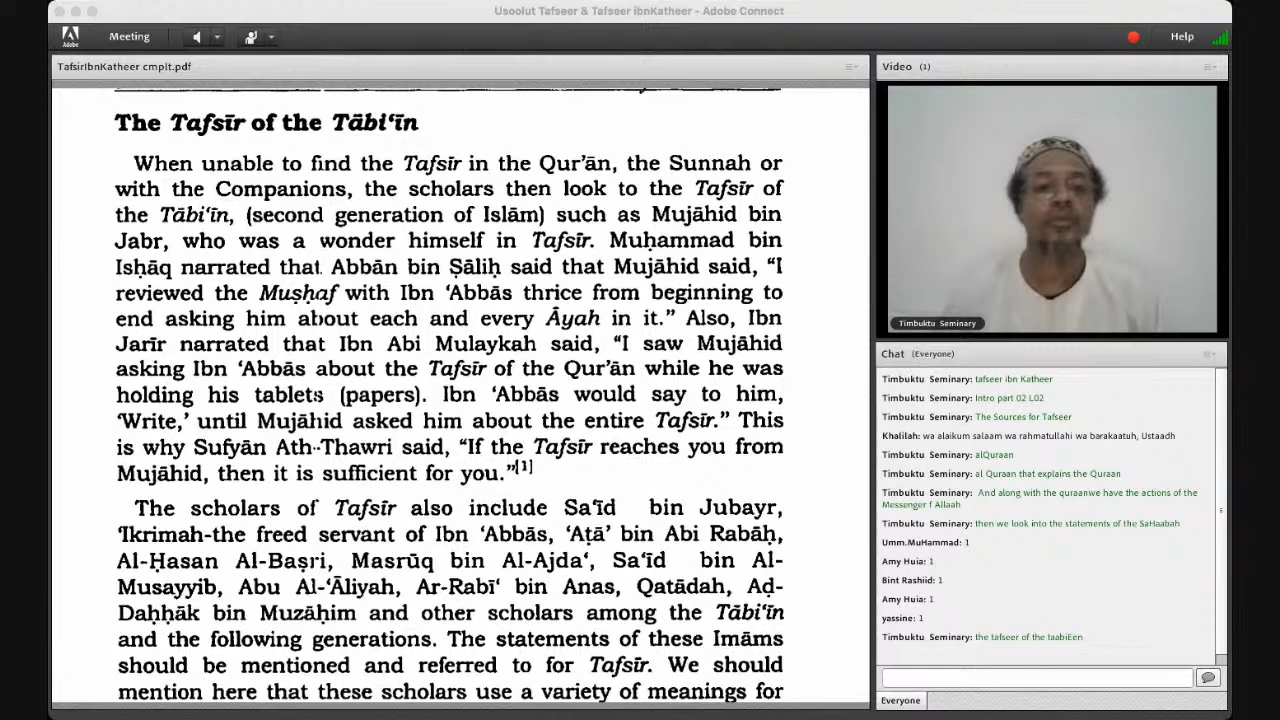 Usoolut Tafseer & Tafseer ibnKatheer - Adobe Connect
Adobe
Meeting
Help
TafsirIbnKatheer cmplt.pdf
The Tafsīr of the Tābi‘īn
When unable to find the Tafsīr in the Qur’ān, the Sunnah or
with the Companions, the scholars then look to the Tafsīr of
the Tābi‘īn, (second generation of Islām) such as Mujāhid bin
Jabr, who was a wonder himself in Tafsīr. Muḥammad bin
Isḥāq narrated that Abbān bin Ṣāliḥ said that Mujāhid said, “I
reviewed the Muṣḥaf with Ibn ‘Abbās thrice from beginning to
end asking him about each and every Āyah in it.” Also, Ibn
Jarīr narrated that Ibn Abi Mulaykah said, “I saw Mujāhid
asking Ibn ‘Abbās about the Tafsīr of the Qur’ān while he was
holding his tablets (papers). Ibn ‘Abbās would say to him,
‘Write,’ until Mujāhid asked him about the entire Tafsīr.” This
is why Sufyān Ath-Thawri said, “If the Tafsīr reaches you from
Mujāhid, then it is sufficient for you.”[1]
The scholars of Tafsīr also include Sa‘īd bin Jubayr,
‘Ikrimah-the freed servant of Ibn ‘Abbās, ‘Aṭā’ bin Abi Rabāḥ,
Al-Ḥasan Al-Baṣri, Masrūq bin Al-Ajda‘, Sa‘īd bin Al-
Musayyib, Abu Al-‘Āliyah, Ar-Rabī‘ bin Anas, Qatādah, Aḍ-
Ḍaḥḥāk bin Muzāḥim and other scholars among the Tābi‘īn
and the following generations. The statements of these Imāms
should be mentioned and referred to for Tafsīr. We should
mention here that these scholars use a variety of meanings for
Video (1)
Timbuktu Seminary
Chat (Everyone)
Timbuktu Seminary: tafseer ibn Katheer
Timbuktu Seminary: Intro part 02 L02
Timbuktu Seminary: The Sources for Tafseer
Khalilah: wa alaikum salaam wa rahmatullahi wa barakaatuh, Ustaadh
Timbuktu Seminary: alQuraan
Timbuktu Seminary: al Quraan that explains the Quraan
Timbuktu Seminary: And along with the quraanwe have the actions of the
Messenger f Allaah
Timbuktu Seminary: then we look into the statements of the SaHaabah
Umm.MuHammad: 1
Amy Huia: 1
Bint Rashiid: 1
Amy Huia: 1
yassine: 1
Timbuktu Seminary: the tafseer of the taabiEen
Everyone